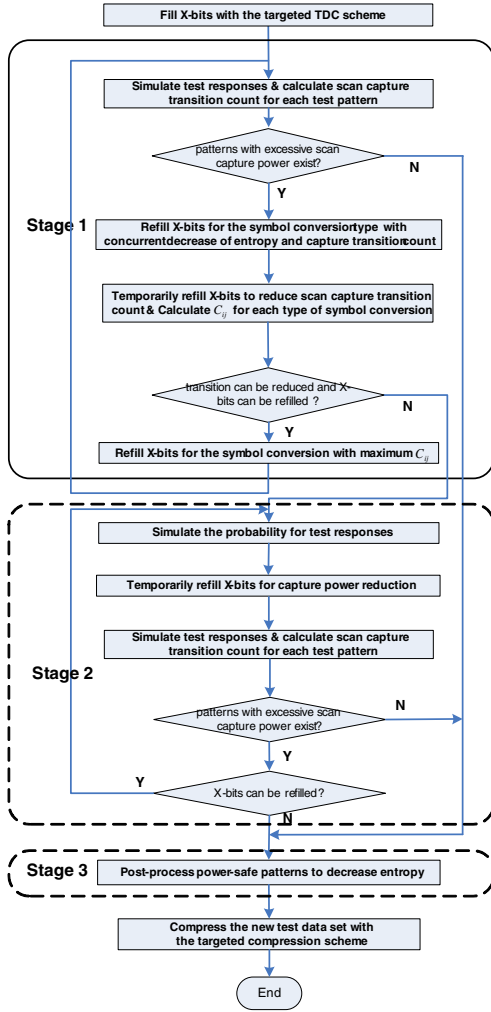 Fill X-bits with the targeted TDC scheme
Simulate test responses & calculate scan capture
transition count for each test pattern
patterns with excessive scan
capture power exist?
N
Y
Stage 1
Refill X-bits for the symbol conversiontype with
concurrentdecrease of entropy and capture transitioncount
Temporarily refill X-bits to reduce scan capture transition
count & Calculate Cij for each type of symbol conversion
transition can be reduced and X-
bits can be refilled ?
N
Y
Refill X-bits for the symbol conversion with maximum Cij
Simulate the probability for test responses
Temporarily refill X-bits for capture power reduction
Simulate test responses & calculate scan capture
transition count for each test pattern
Stage 2
patterns with excessive scan
capture power exist?
N
Y
Y
X-bits can be refilled?
N
Stage 3
Post-process power-safe patterns to decrease entropy
Compress the new test data set with
the targeted compression scheme
End